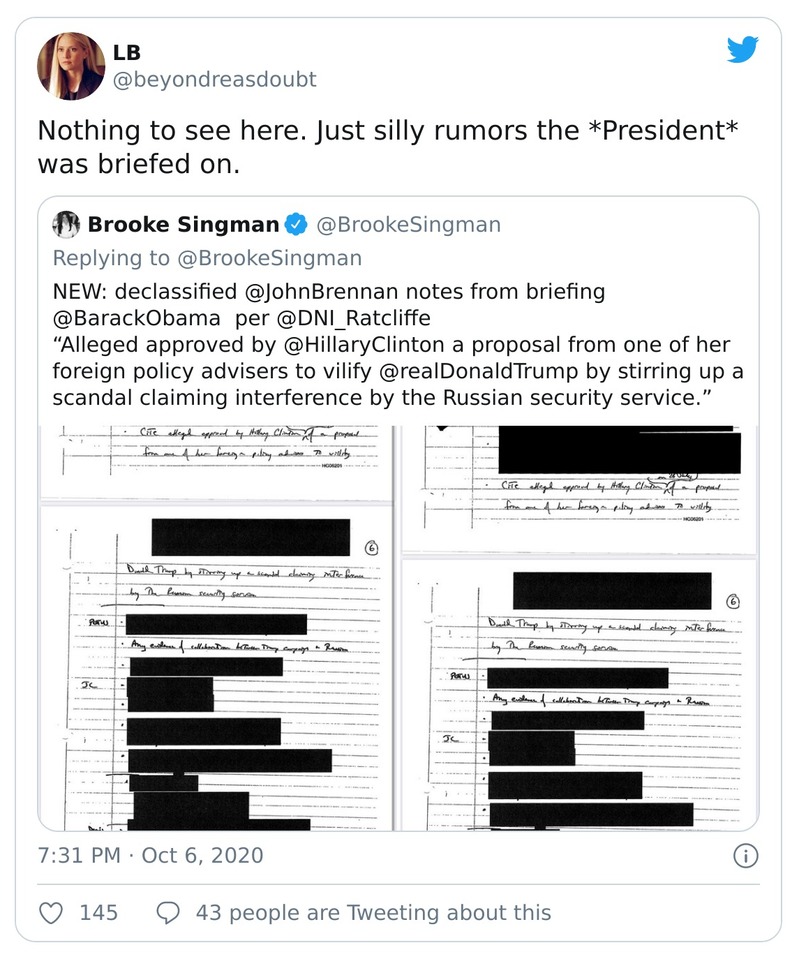 LB
@beyondreasdoubt
Nothing to see here. Just silly rumors the *President*
was briefed on.
Brooke Singman @BrookeSingman
Replying to @BrookeSingman
NEW: declassified @JohnBrennan notes from briefing
@BarackObama per @DNI_Ratcliffe
“Alleged approved by @HillaryClinton a proposal from one of her
foreign policy advisers to vilify @realDonaldTrump by stirring up a
scandal claiming interference by the Russian security service.”
CITE alleged approved by Hillary Clinton of a proposal
from one of her foreign policy advisers to vilify
6
Donald Trump by stirring up a scandal claiming interference
by the Russian security service
Any evidence of collaboration between Trump campaign + Russia
JC
CITE alleged approved by Hillary Clinton of a proposal
from one of her foreign policy advisers to vilify
6
Donald Trump by stirring up a scandal claiming interference
by the Russian security service
Any evidence of collaboration between Trump campaign + Russia
JC
7:31 PM · Oct 6, 2020
145
43 people are Tweeting about this